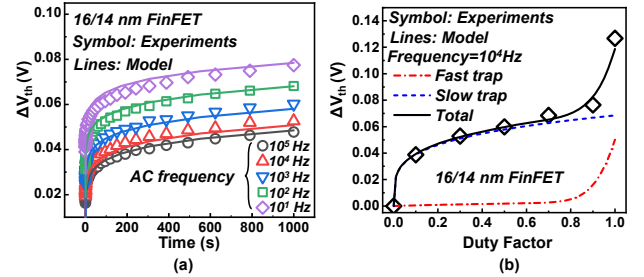 16/14 nm FinFET
Symbol: Experiments
Lines: Model
AC frequency
10⁵ Hz
10⁴ Hz
10³ Hz
10² Hz
10¹ Hz
ΔVth (V)
0.02
0.04
0.06
0.08
0.10
0
200
400
600
800
1000
Time (s)
(a)
Model:Experiments
Lines: Model
Frequency=10⁴Hz
Fast trap
Slow trap
Total
16/14 nm FinFET
ΔVth (V)
0.00
0.02
0.04
0.06
0.08
0.10
0.12
0.14
0.0
0.2
0.4
0.6
0.8
1.0
Duty Factor
(b)